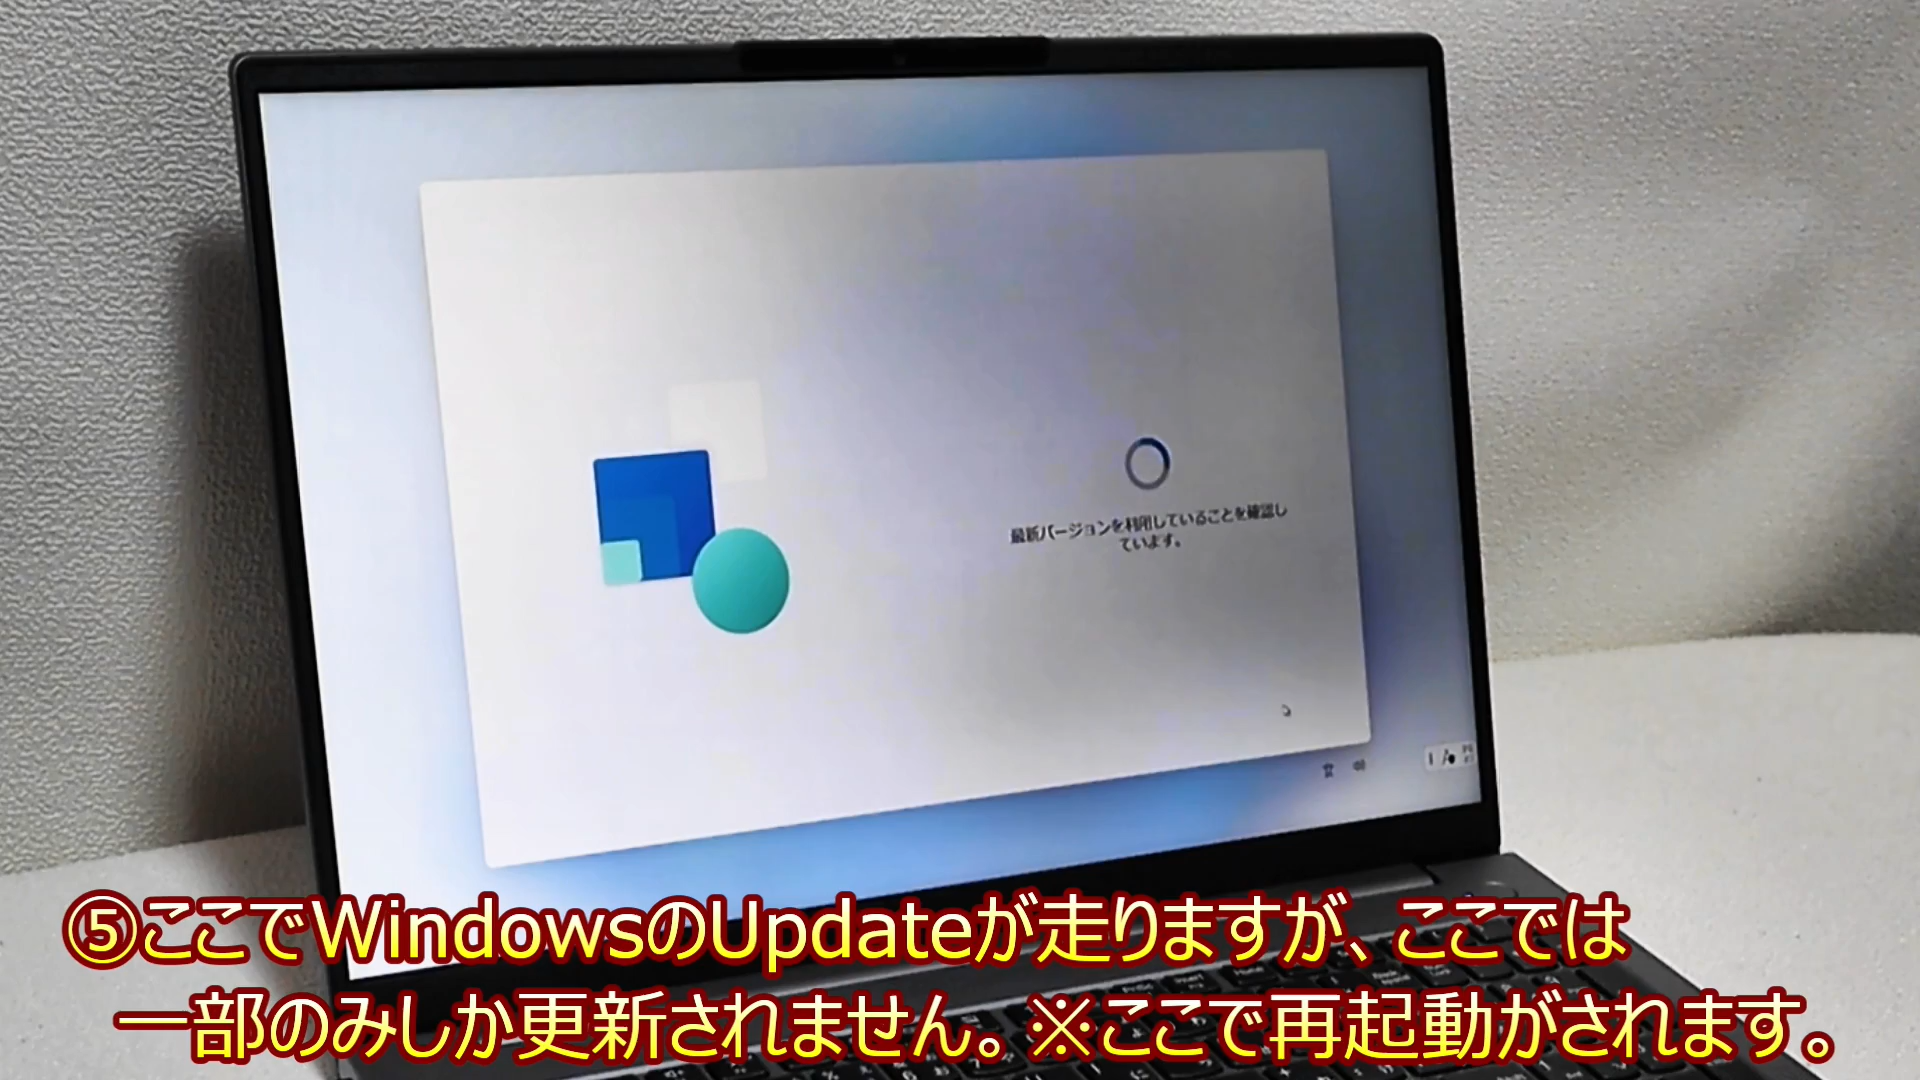 最新バージョンを利用していることを確認し
ています。
⑤ここでWindowsのUpdateが走りますが、ここでは
一部のみしか更新されません。※ここで再起動がされます。